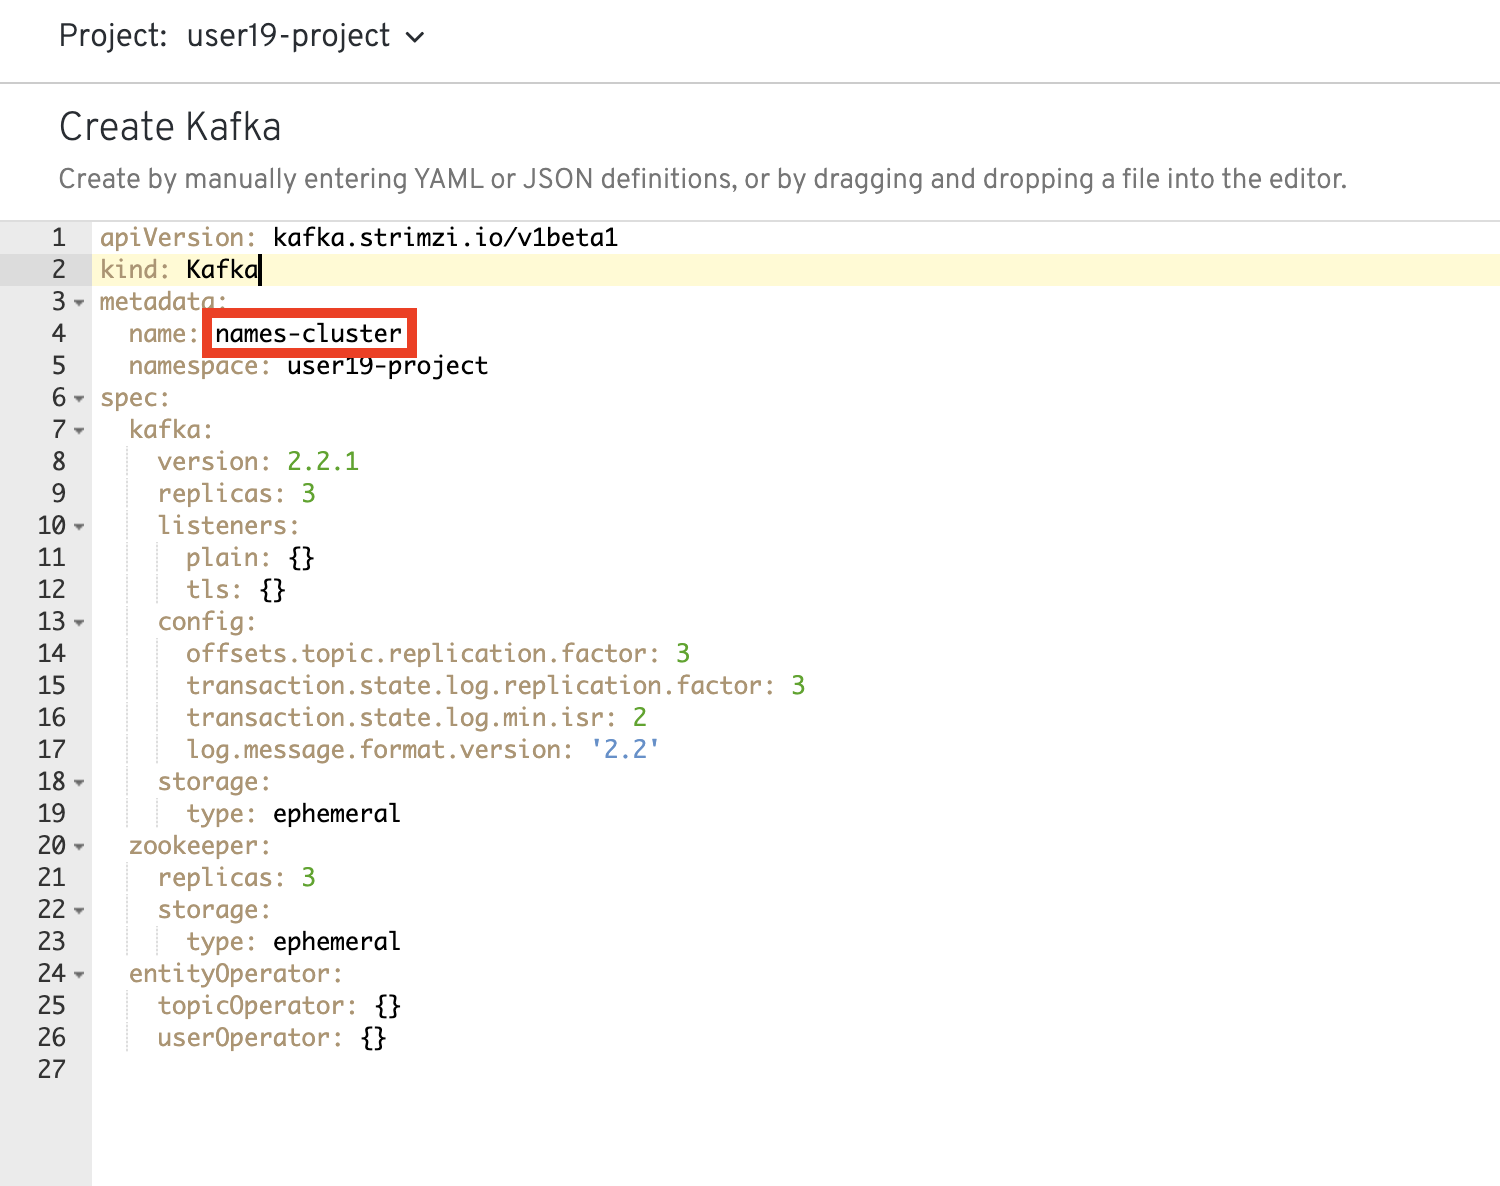 Project: user19-project
Create Kafka
Create by manually entering YAML or JSON definitions, or by dragging and dropping a file into the editor.
1 apiVersion: kafka.strimzi.io/v1beta1
2 kind: Kafka
3 metadata:
4   name: names-cluster
5   namespace: user19-project
6 spec:
7   kafka:
8     version: 2.2.1
9     replicas: 3
10     listeners:
11       plain: {}
12       tls: {}
13     config:
14       offsets.topic.replication.factor: 3
15       transaction.state.log.replication.factor: 3
16       transaction.state.log.min.isr: 2
17       log.message.format.version: '2.2'
18     storage:
19       type: ephemeral
20   zookeeper:
21     replicas: 3
22     storage:
23       type: ephemeral
24   entityOperator:
25     topicOperator: {}
26     userOperator: {}
27